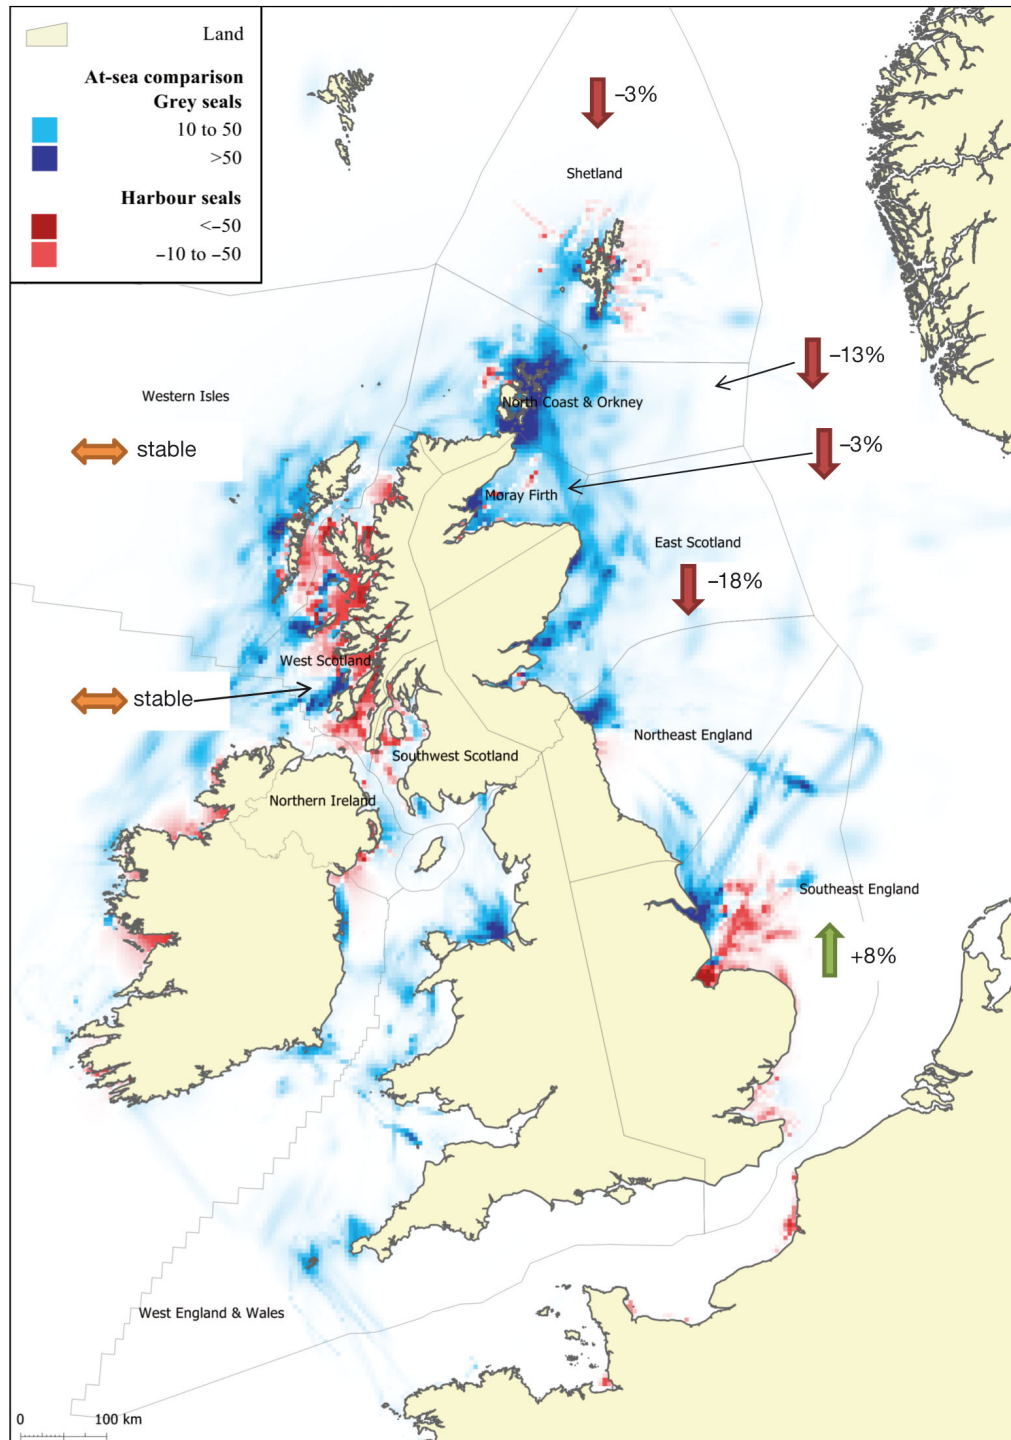 Land
At-sea comparison
Grey seals
10 to 50
>50
Harbour seals
<-50
-10 to -50
-3%
Shetland
-13%
Western Isles
North Coast & Orkney
stable
-3%
Moray Firth
East Scotland
-18%
West Scotland
stable
Northeast England
Southwest Scotland
Northern Ireland
Southeast England
+8%
West England & Wales
0 100 km